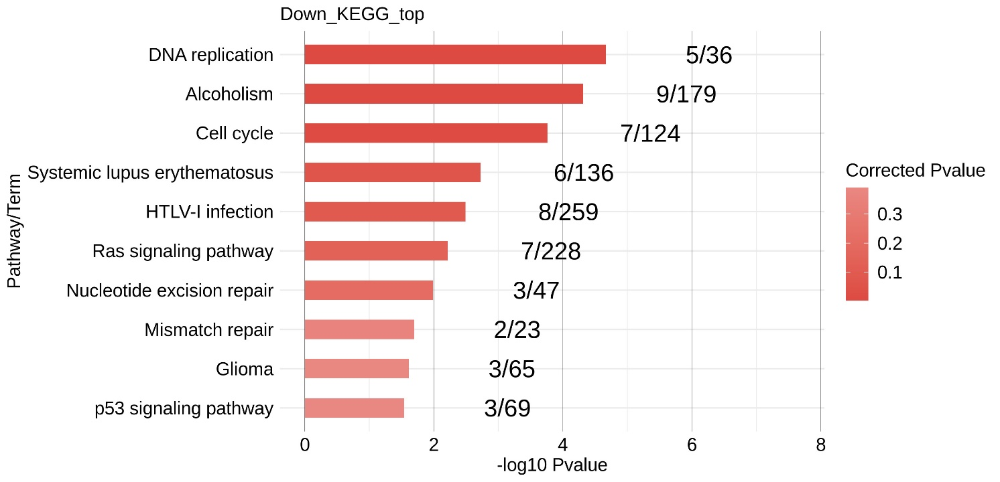 Down_KEGG_top
DNA replication 5/36
Alcoholism 9/179
Cell cycle 7/124
Systemic lupus erythematosus 6/136
HTLV-I infection 8/259
Ras signaling pathway 7/228
Nucleotide excision repair 3/47
Mismatch repair 2/23
Glioma 3/65
p53 signaling pathway 3/69
0 2 4 6 8
-log10 Pvalue
Pathway/Term
Corrected Pvalue
0.3
0.2
0.1